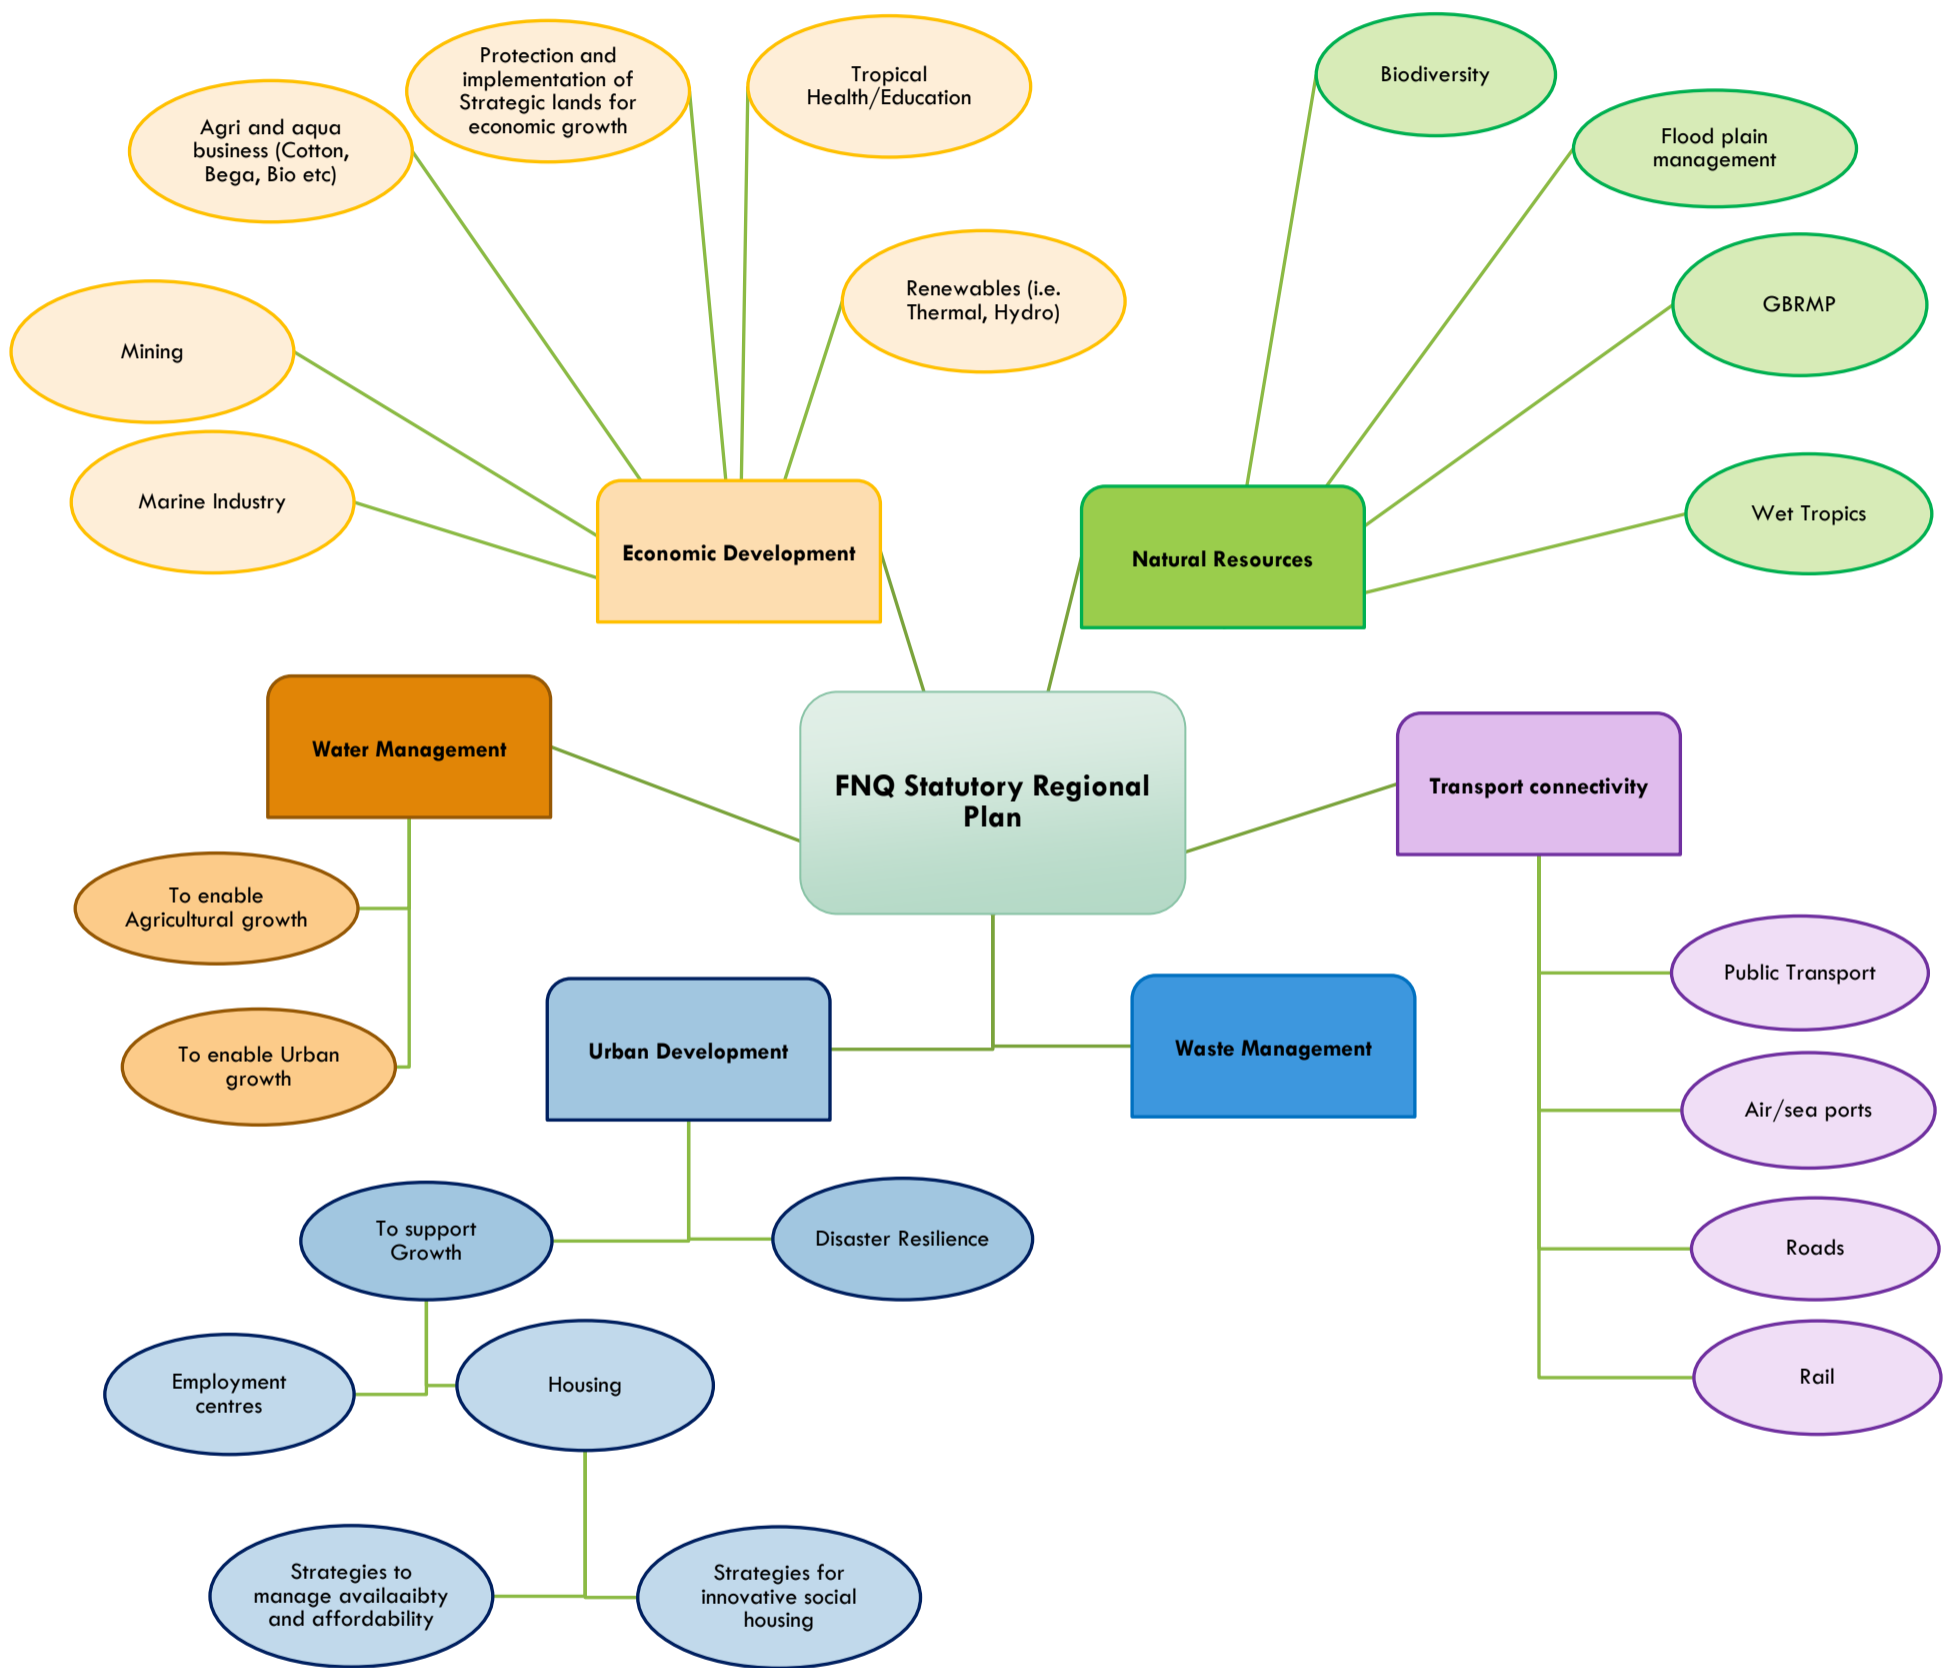 Protection and
implementation of
Strategic lands for
economic growth
Tropical
Health/Education
Agri and aqua
business (Cotton,
Bega, Bio etc)
Renewables (i.e.
Thermal, Hydro)
Mining
Marine Industry
Economic Development
Biodiversity
Flood plain
management
GBRMP
Wet Tropics
Natural Resources
Water Management
To enable
Agricultural growth
To enable Urban
growth
FNQ Statutory Regional
Plan
Transport connectivity
Public Transport
Air/sea ports
Roads
Rail
Urban Development
Waste Management
To support
Growth
Disaster Resilience
Employment
centres
Housing
Strategies to
manage availaaibty
and affordability
Strategies for
innovative social
housing